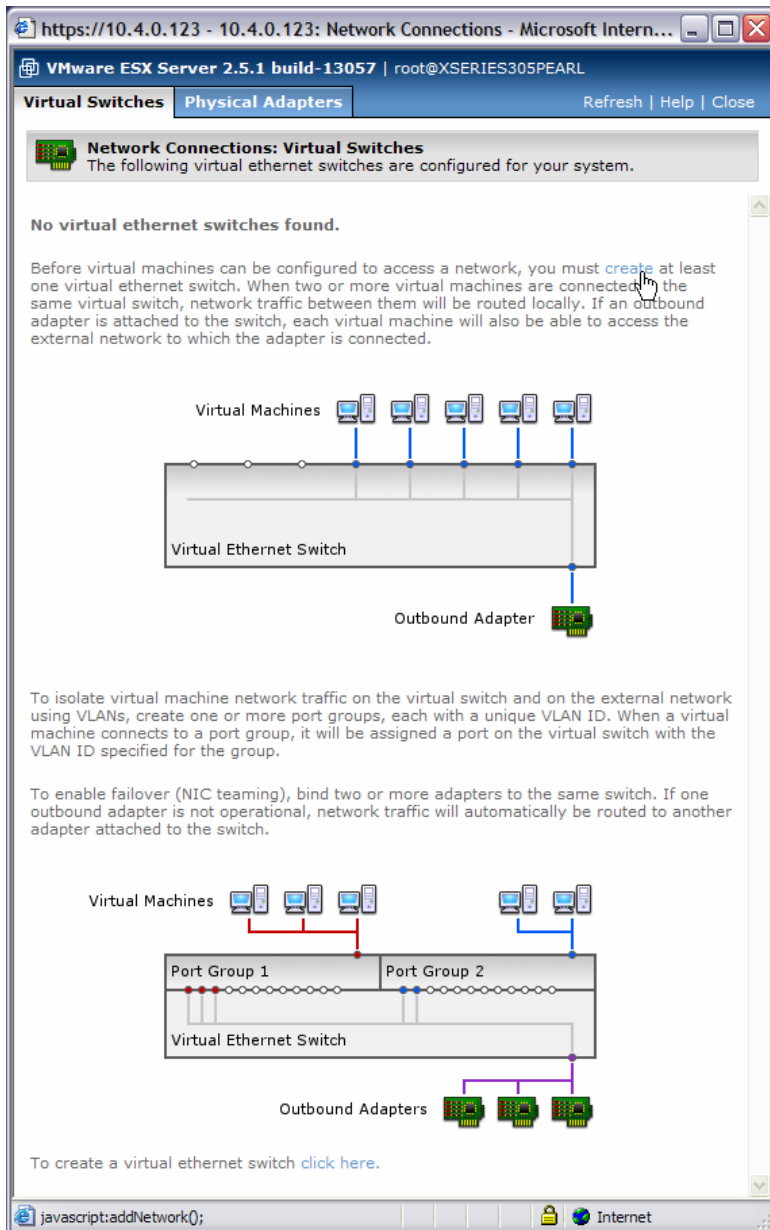 https://10.4.0.123 - 10.4.0.123: Network Connections - Microsoft Intern...
VMware ESX Server 2.5.1 build-13057 | root@XSERIES305PEARL
Virtual Switches Physical Adapters Refresh | Help | Close
Network Connections: Virtual Switches
The following virtual ethernet switches are configured for your system.
No virtual ethernet switches found.
Before virtual machines can be configured to access a network, you must create at least
one virtual ethernet switch. When two or more virtual machines are connected the
same virtual switch, network traffic between them will be routed locally. If an outbound
adapter is attached to the switch, each virtual machine will also be able to access the
external network to which the adapter is connected.
Virtual Machines
Virtual Ethernet Switch
Outbound Adapter
To isolate virtual machine network traffic on the virtual switch and on the external network
using VLANs, create one or more port groups, each with a unique VLAN ID. When a virtual
machine connects to a port group, it will be assigned a port on the virtual switch with the
VLAN ID specified for the group.
To enable failover (NIC teaming), bind two or more adapters to the same switch. If one
outbound adapter is not operational, network traffic will automatically be routed to another
adapter attached to the switch.
Virtual Machines
Port Group 1 Port Group 2
Virtual Ethernet Switch
Outbound Adapters
To create a virtual ethernet switch click here.
javascript:addNetwork(); Internet